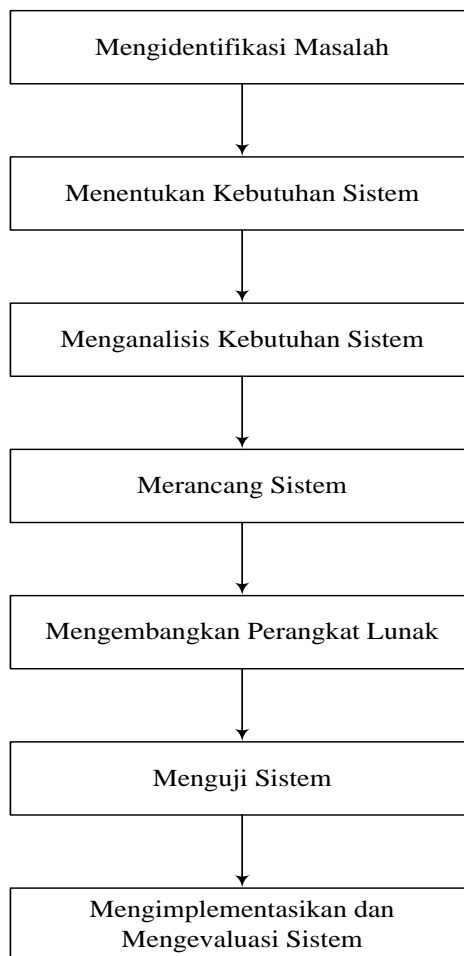 Mengidentifikasi Masalah
Menentukan Kebutuhan Sistem
Menganalisis Kebutuhan Sistem
Merancang Sistem
Mengembangkan Perangkat Lunak
Menguji Sistem
Mengimplementasikan dan
Mengevaluasi Sistem